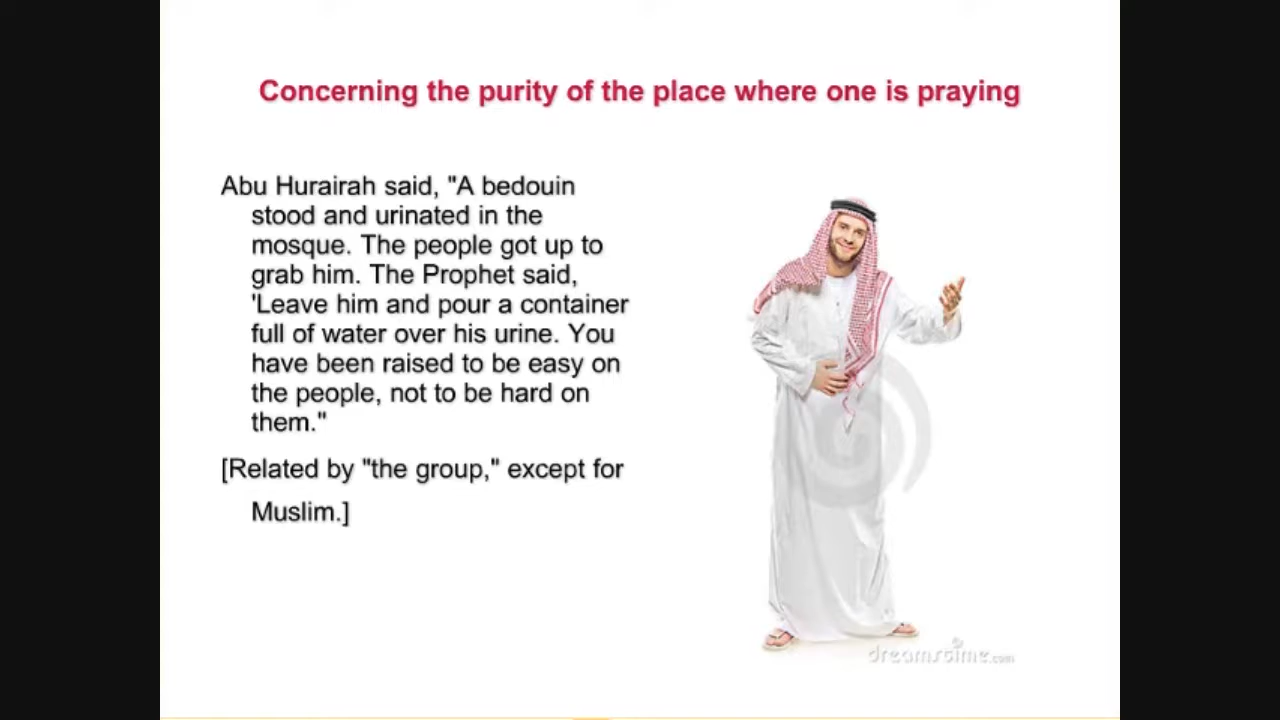 Concerning the purity of the place where one is praying
Abu Hurairah said, "A bedouin
stood and urinated in the
mosque. The people got up to
grab him. The Prophet said,
'Leave him and pour a container
full of water over his urine. You
have been raised to be easy on
the people, not to be hard on
them."
[Related by "the group," except for
Muslim.]
dreamstime.com